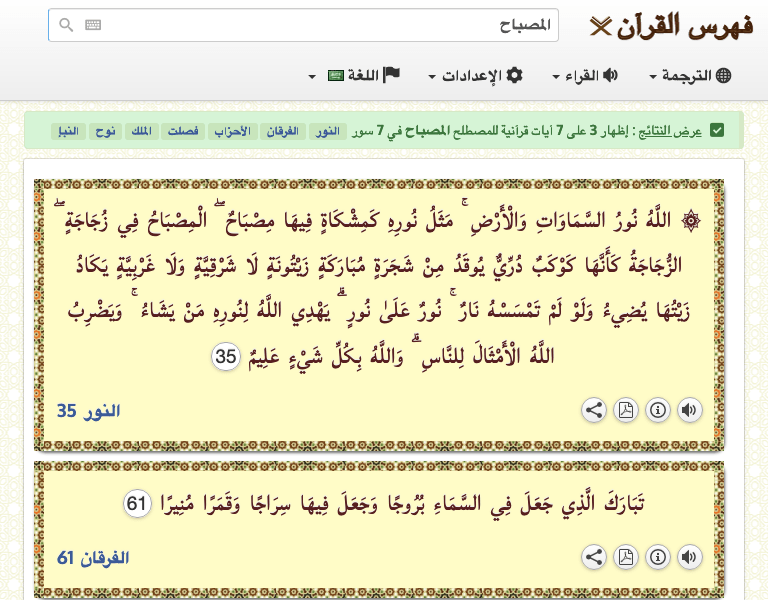 فهرس القرآن
المصباح
الترجمة
القراء
الإعدادات
اللغة
عرض النتائج : إظهار 3 على 7 آيات قرآنية للمصطلح المصباح في 7 سور النور الفرقان الأحزاب فصلت الملك نوح النبإ
۞ اللَّهُ نُورُ السَّمَاوَاتِ وَالْأَرْضِ ۚ مَثَلُ نُورِهِ كَمِشْكَاةٍ فِيهَا مِصْبَاحٌ ۖ الْمِصْبَاحُ فِي زُجَاجَةٍ ۖ
الزُّجَاجَةُ كَأَنَّهَا كَوْكَبٌ دُرِّيٌّ يُوقَدُ مِنْ شَجَرَةٍ مُبَارَكَةٍ زَيْتُونَةٍ لَا شَرْقِيَّةٍ وَلَا غَرْبِيَّةٍ يَكَادُ
زَيْتُهَا يُضِيءُ وَلَوْ لَمْ تَمْسَسْهُ نَارٌ ۚ نُورٌ عَلَىٰ نُورٍ ۗ يَهْدِي اللَّهُ لِنُورِهِ مَنْ يَشَاءُ ۚ وَيَضْرِبُ
اللَّهُ الْأَمْثَالَ لِلنَّاسِ ۗ وَاللَّهُ بِكُلِّ شَيْءٍ عَلِيمٌ 35
النور 35
تَبَارَكَ الَّذِي جَعَلَ فِي السَّمَاءِ بُرُوجًا وَجَعَلَ فِيهَا سِرَاجًا وَقَمَرًا مُنِيرًا 61
الفرقان 61